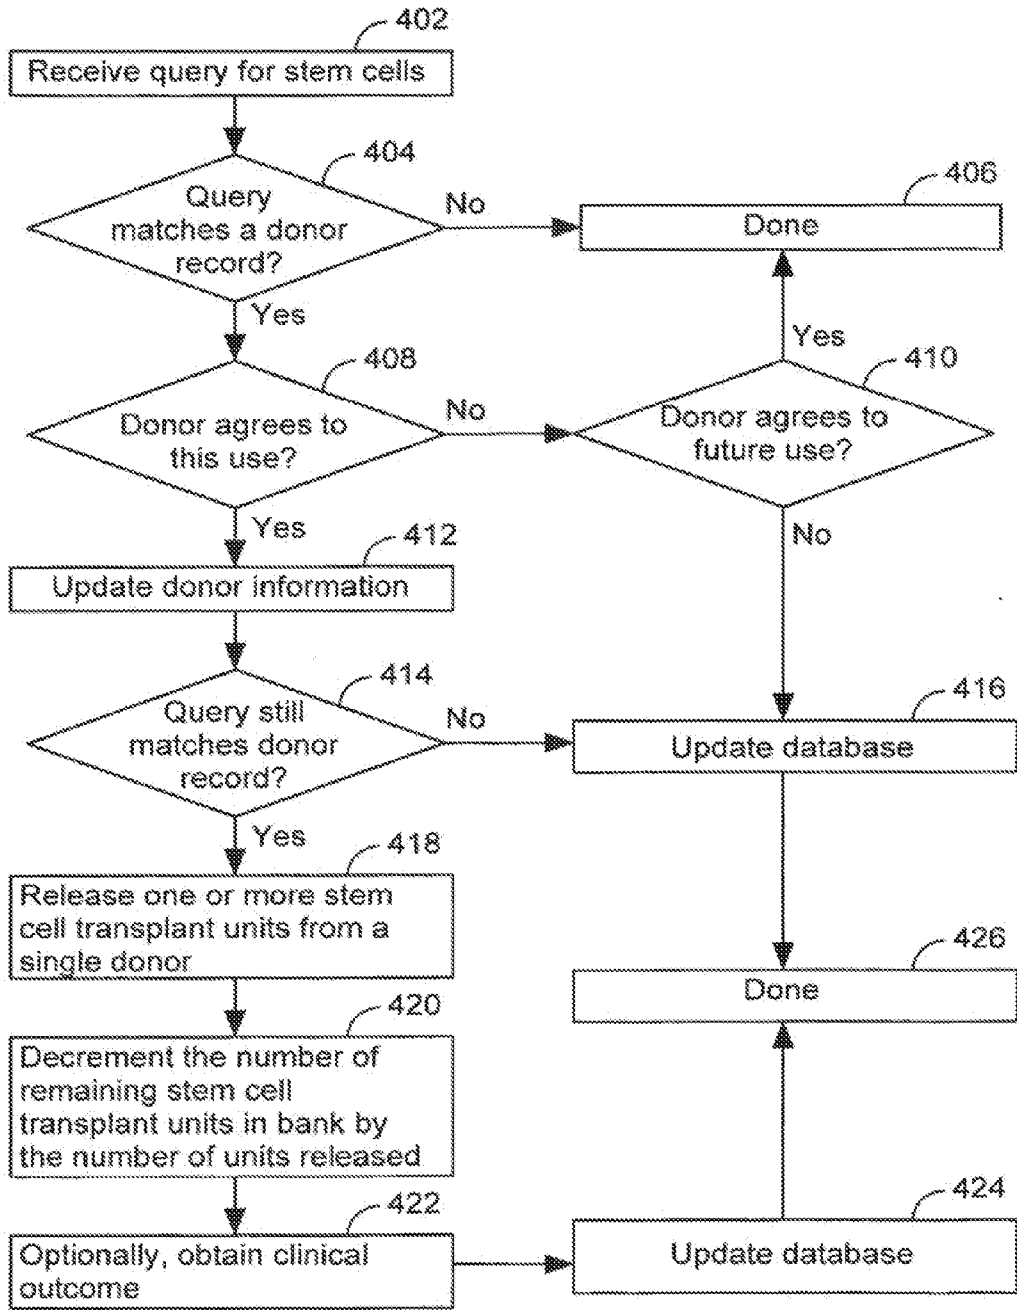 402
Receive query for stem cells
404
Query
matches a donor
record?
No
406
Done
Yes
Yes
408
Donor agrees to
this use?
No
410
Donor agrees to
future use?
Yes
No
412
Update donor information
414
Query still
matches donor
record?
No
416
Update database
Yes
418
Release one or more stem
cell transplant units from a
single donor
426
Done
420
Decrement the number of
remaining stem cell
transplant units in bank by
the number of units released
422
Optionally, obtain clinical
outcome
424
Update database